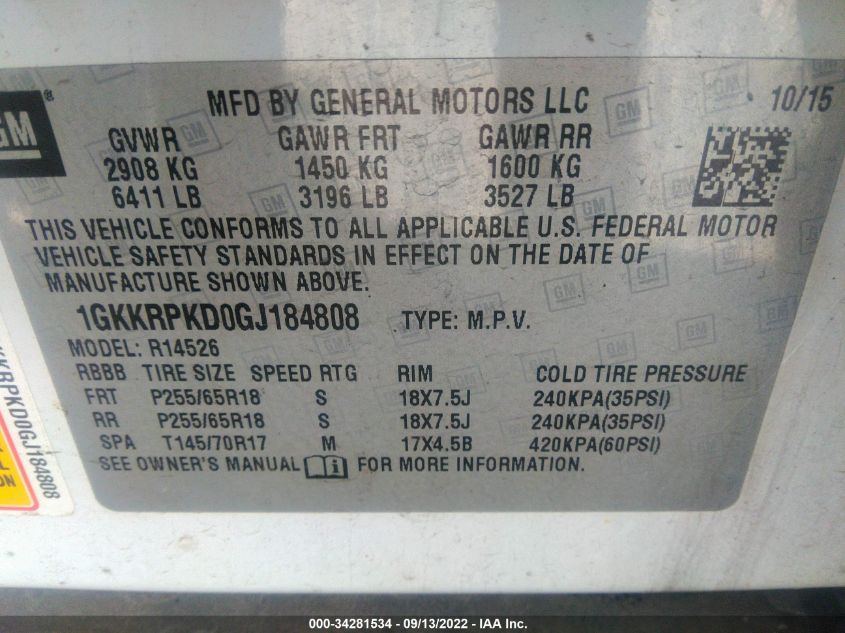 GM ®
MFD BY GENERAL MOTORS LLC 10/15
GVWR GAWR FRT GAWR RR
2908 KG 1450 KG 1600 KG
6411 LB 3196 LB 3527 LB
THIS VEHICLE CONFORMS TO ALL APPLICABLE U.S. FEDERAL MOTOR
VEHICLE SAFETY STANDARDS IN EFFECT ON THE DATE OF
MANUFACTURE SHOWN ABOVE.
1GKKRPKD0GJ184808 TYPE: M.P.V.
MODEL: R14526
RBBB TIRE SIZE SPEED RTG RIM COLD TIRE PRESSURE
FRT P255/65R18 S 18X7.5J 240KPA(35PSI)
RR P255/65R18 S 18X7.5J 240KPA(35PSI)
SPA T145/70R17 M 17X4.5B 420KPA(60PSI)
SEE OWNER'S MANUAL FOR MORE INFORMATION.
KKRPKD0GJ184808
000-34281534 - 09/13/2022 - IAA Inc.